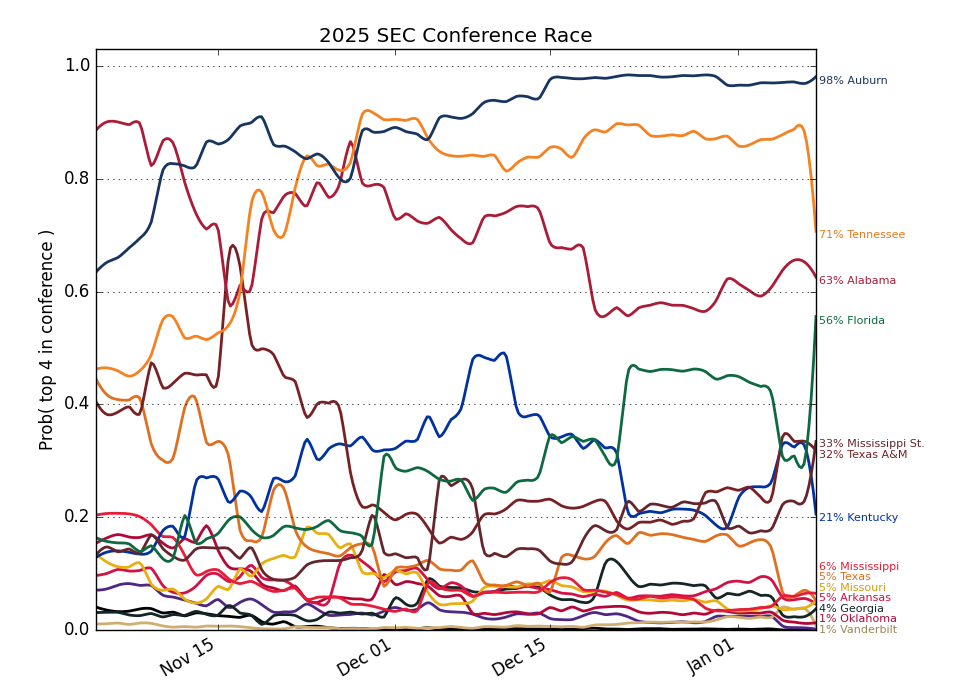 2025 SEC Conference Race
Prob( top 4 in conference )
1.0
0.8
0.6
0.4
0.2
0.0
Nov 15
Dec 01
Dec 15
Jan 01
98% Auburn
71% Tennessee
63% Alabama
56% Florida
33% Mississippi St.
32% Texas A&M
21% Kentucky
6% Mississippi
5% Texas
5% Missouri
5% Arkansas
4% Georgia
1% Oklahoma
1% Vanderbilt